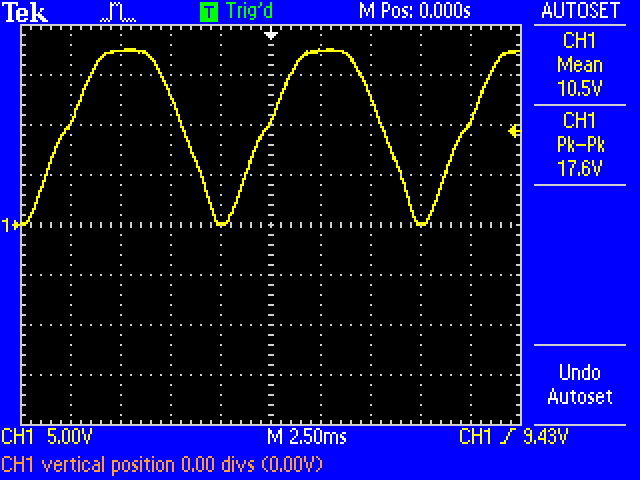 Tek T Trig'd M Pos: 0.000s AUTOSET
CH1
Mean
10.5V
CH1
Pk-Pk
17.6V
1
Undo
Autoset
CH1 5.00V M 2.50ms CH1 9.43V
CH1 vertical position 0.00 divs (0.00V)